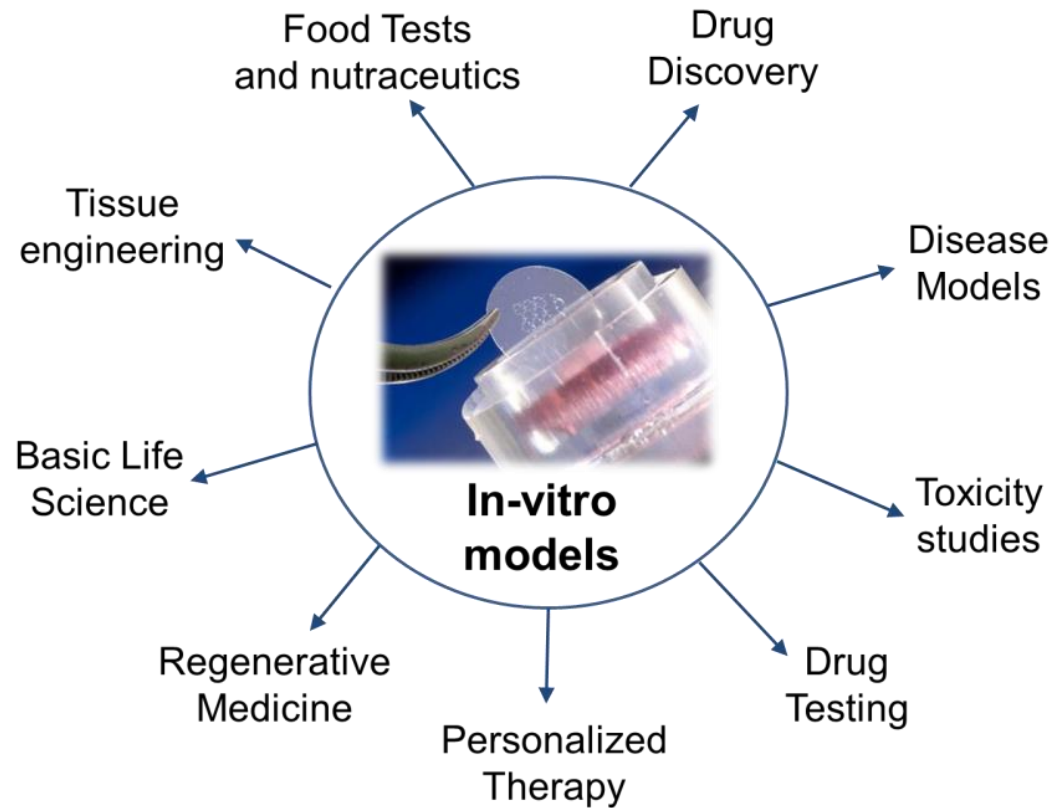 Food Tests
and nutraceutics
Drug
Discovery
Tissue
engineering
Disease
Models
Basic Life
Science
In-vitro
models
Toxicity
studies
Regenerative
Medicine
Drug
Testing
Personalized
Therapy